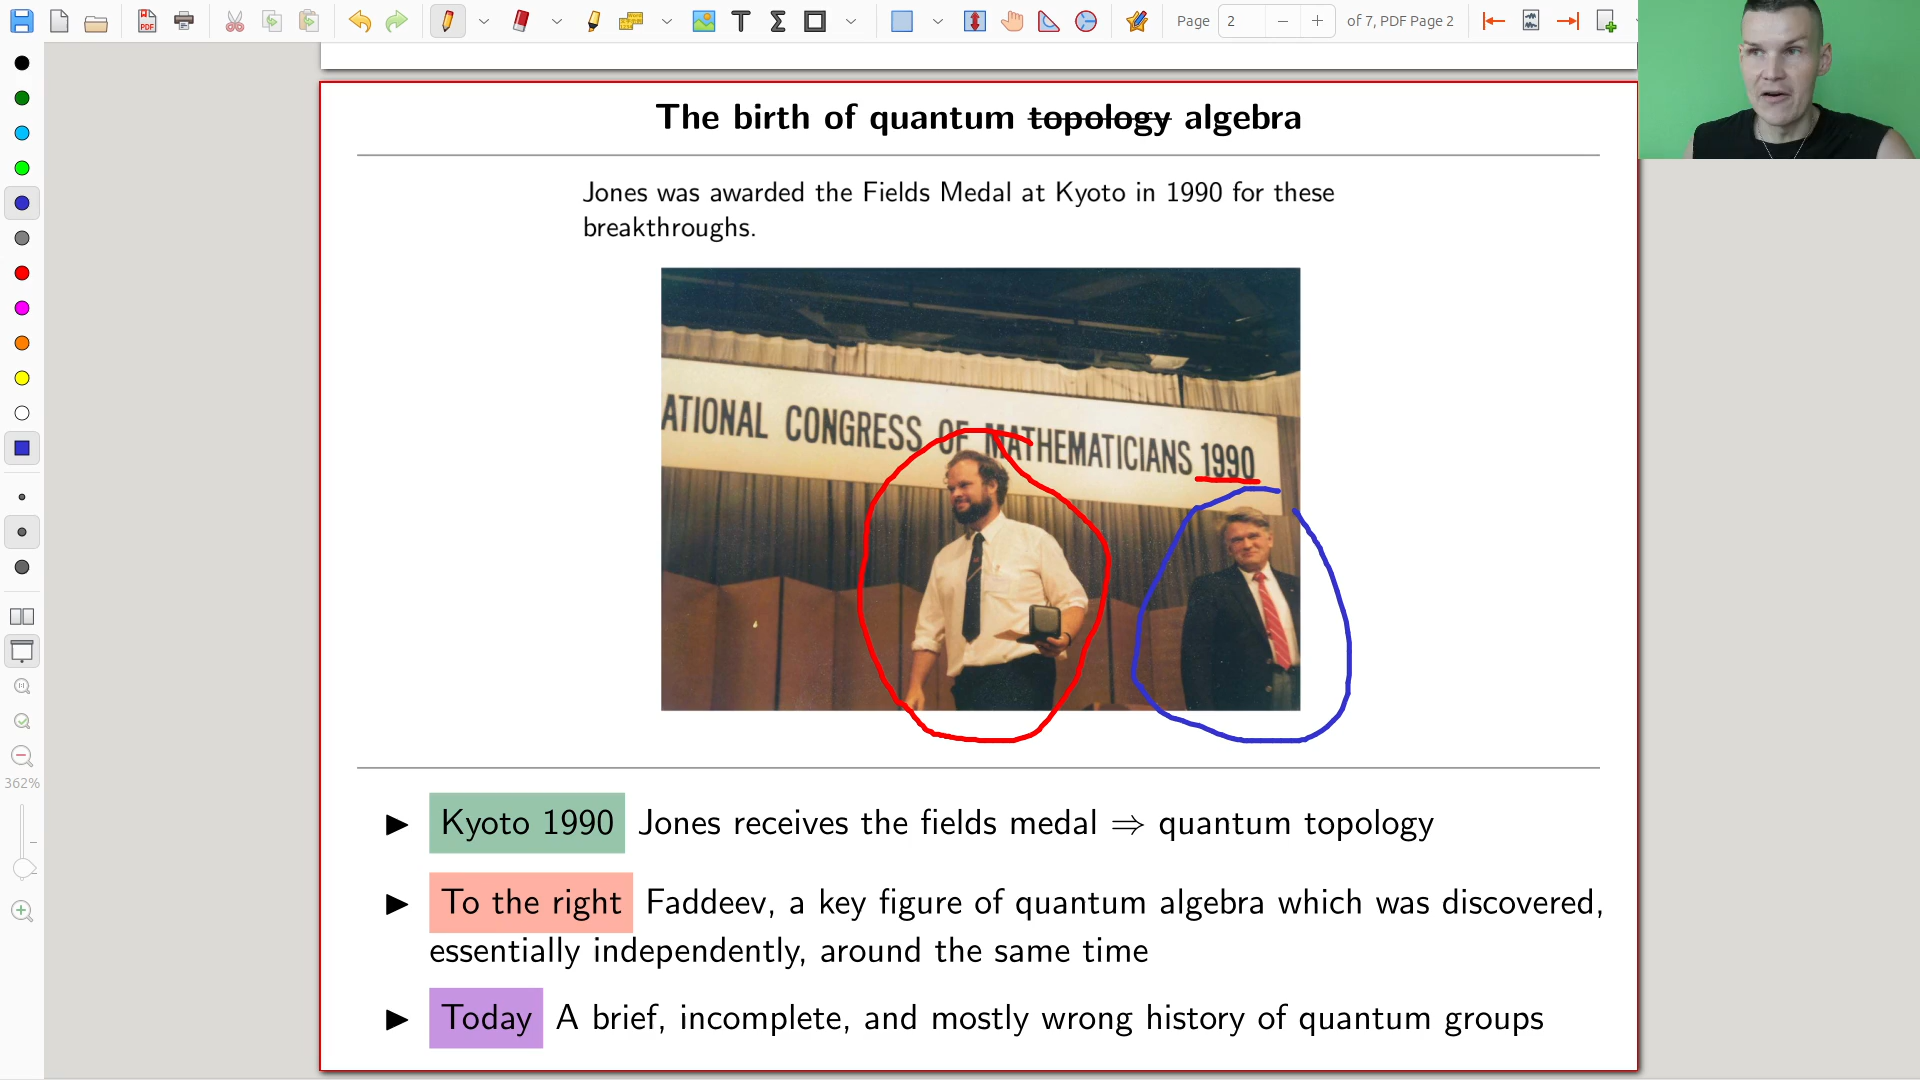 Page 2 of 7, PDF Page 2
The birth of quantum topology algebra
Jones was awarded the Fields Medal at Kyoto in 1990 for these
breakthroughs.
ATIONAL CONGRESS OF MATHEMATICIANS 1990
▶ Kyoto 1990 Jones receives the fields medal ⇒ quantum topology
▶ To the right Faddeev, a key figure of quantum algebra which was discovered,
essentially independently, around the same time
▶ Today A brief, incomplete, and mostly wrong history of quantum groups
362%